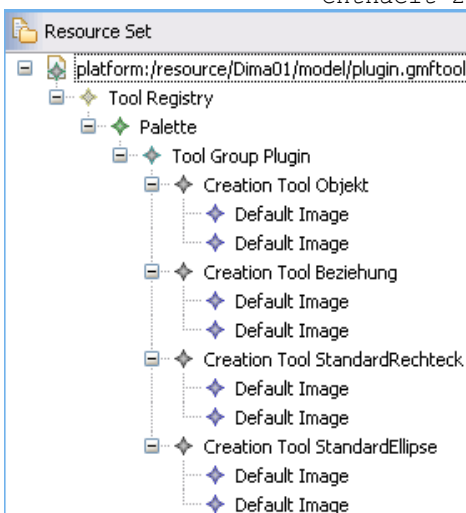 enthaelt
Resource Set
platform:/resource/Dima01/model/plugin.gmftool
Tool Registry
Palette
Tool Group Plugin
Creation Tool Objekt
Default Image
Default Image
Creation Tool Beziehung
Default Image
Default Image
Creation Tool StandardRechteck
Default Image
Default Image
Creation Tool StandardEllipse
Default Image
Default Image